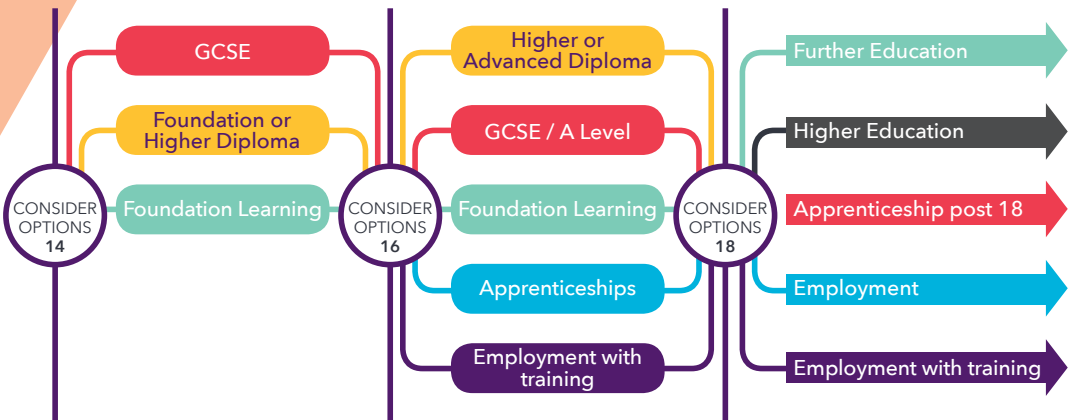 CONSIDER
OPTIONS
14
GCSE
Foundation or
Higher Diploma
Foundation Learning
CONSIDER
OPTIONS
16
Higher or
Advanced Diploma
GCSE / A Level
Foundation Learning
Apprenticeships
Employment with
training
CONSIDER
OPTIONS
18
Further Education
Higher Education
Apprenticeship post 18
Employment
Employment with training